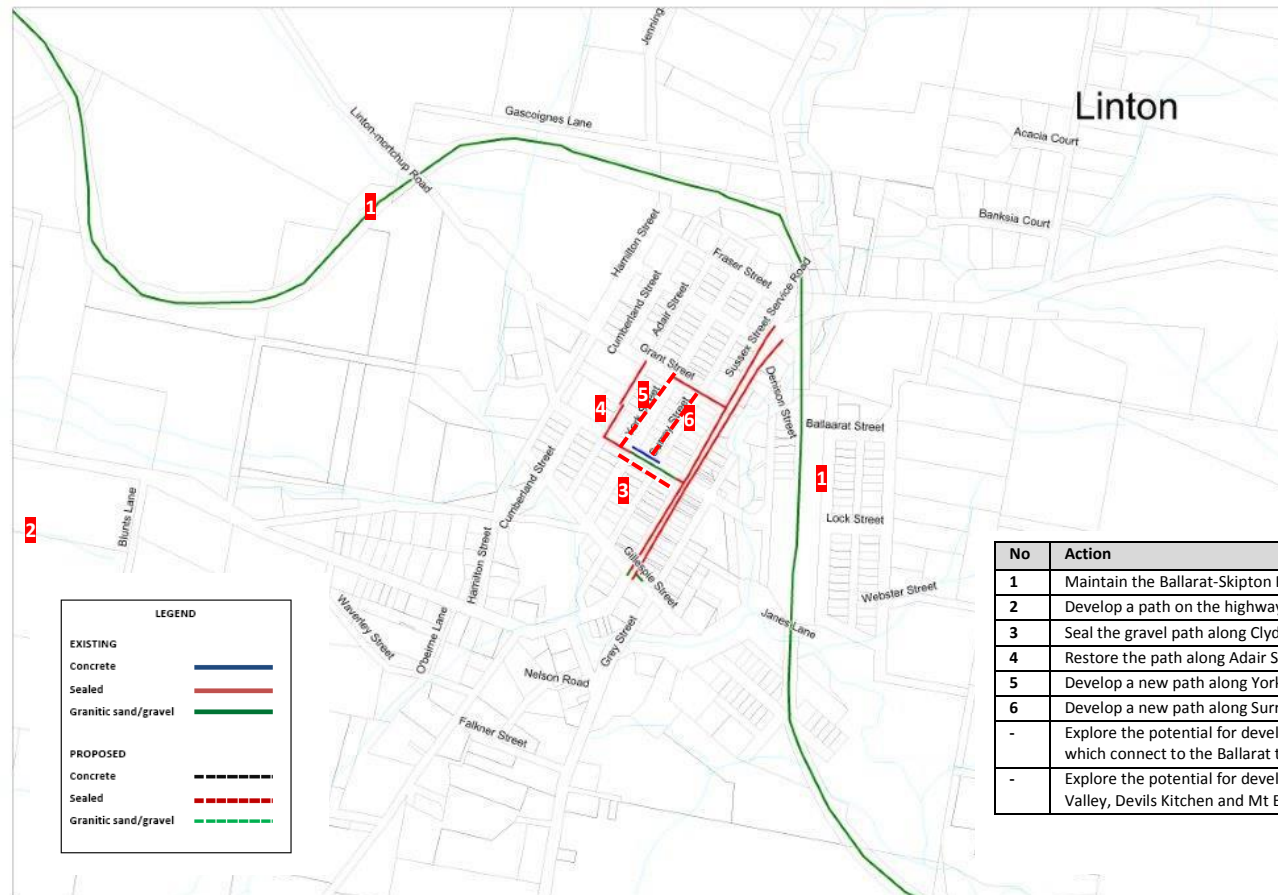 Linton
Jenning
Gascoignes Lane
Linton-mortchup Road
Acacia Court
Banksia Court
1
Hamilton Street
Fraser Street
Cumberland Street
Adair Street
Sussex Street Service Road
Grant Street
5
4
York Street
6
Denison Street
Ballaarat Street
1
3
Cumberland Street
2
Blunts Lane
Lock Street
Hamilton Street
Gillespie Street
Webster Street
Janes Lane
Waverley Street
O'beirne Lane
Grey Street
Nelson Road
Falkner Street
LEGEND
EXISTING
Concrete
Sealed
Granitic sand/gravel
PROPOSED
Concrete
Sealed
Granitic sand/gravel
No Action
1 Maintain the Ballarat-Skipton
2 Develop a path on the highway
3 Seal the gravel path along Clyd
4 Restore the path along Adair S
5 Develop a new path along York
6 Develop a new path along Surr
- Explore the potential for devel
which connect to the Ballarat t
- Explore the potential for devel
Valley, Devils Kitchen and Mt E